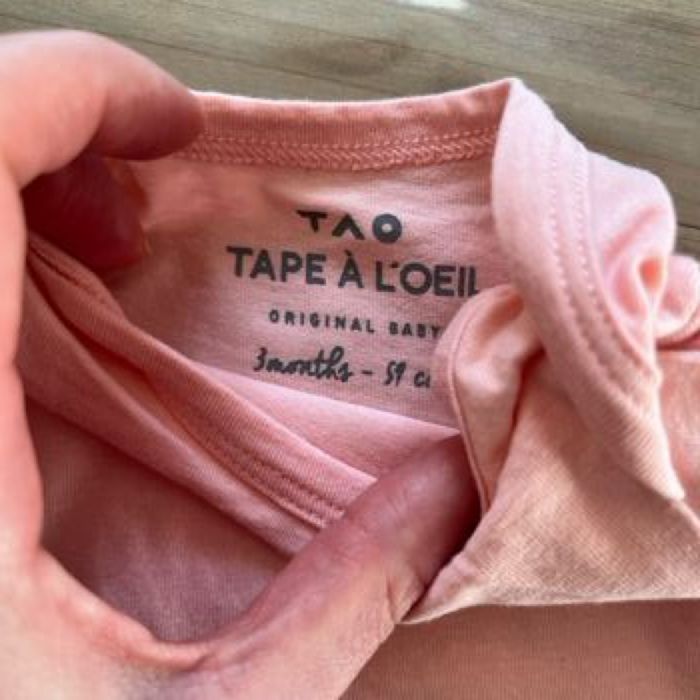 TAO
TAPE À L'OEIL
ORIGINAL BABY
3months - 59